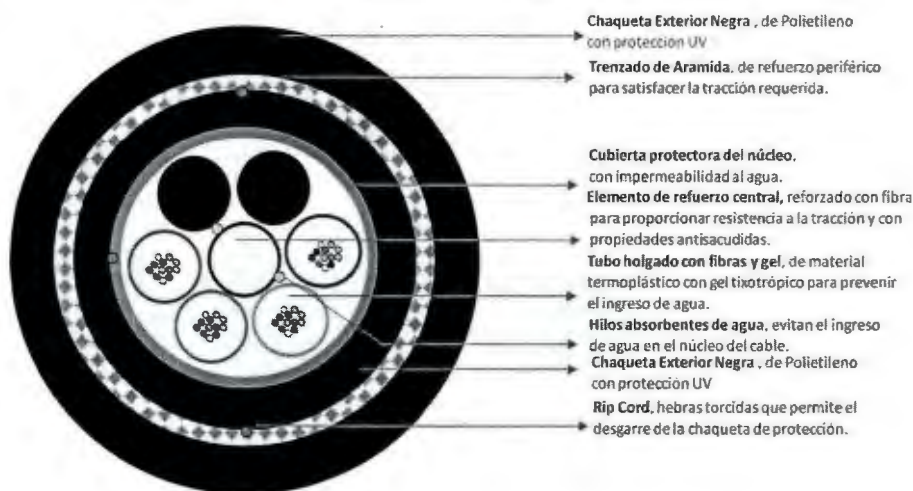 Chaqueta Exterior Negra , de Polietileno
con protección UV
Trenzado de Aramida, de refuerzo periférico
para satisfacer la tracción requerida.
Cubierta protectora del núcleo,
con impermeabilidad al agua.
Elemento de refuerzo central, reforzado con fibra
para proporcionar resistencia a la tracción y con
propiedades antisacudidas.
Tubo holgado con fibras y gel, de material
termoplástico con gel tixotrópico para prevenir
el ingreso de agua.
Hilos absorbentes de agua, evitan el ingreso
de agua en el núcleo del cable.
Chaqueta Exterior Negra , de Polietileno
con protección UV
Rip Cord, hebras torcidas que permite el
desgarre de la chaqueta de protección.